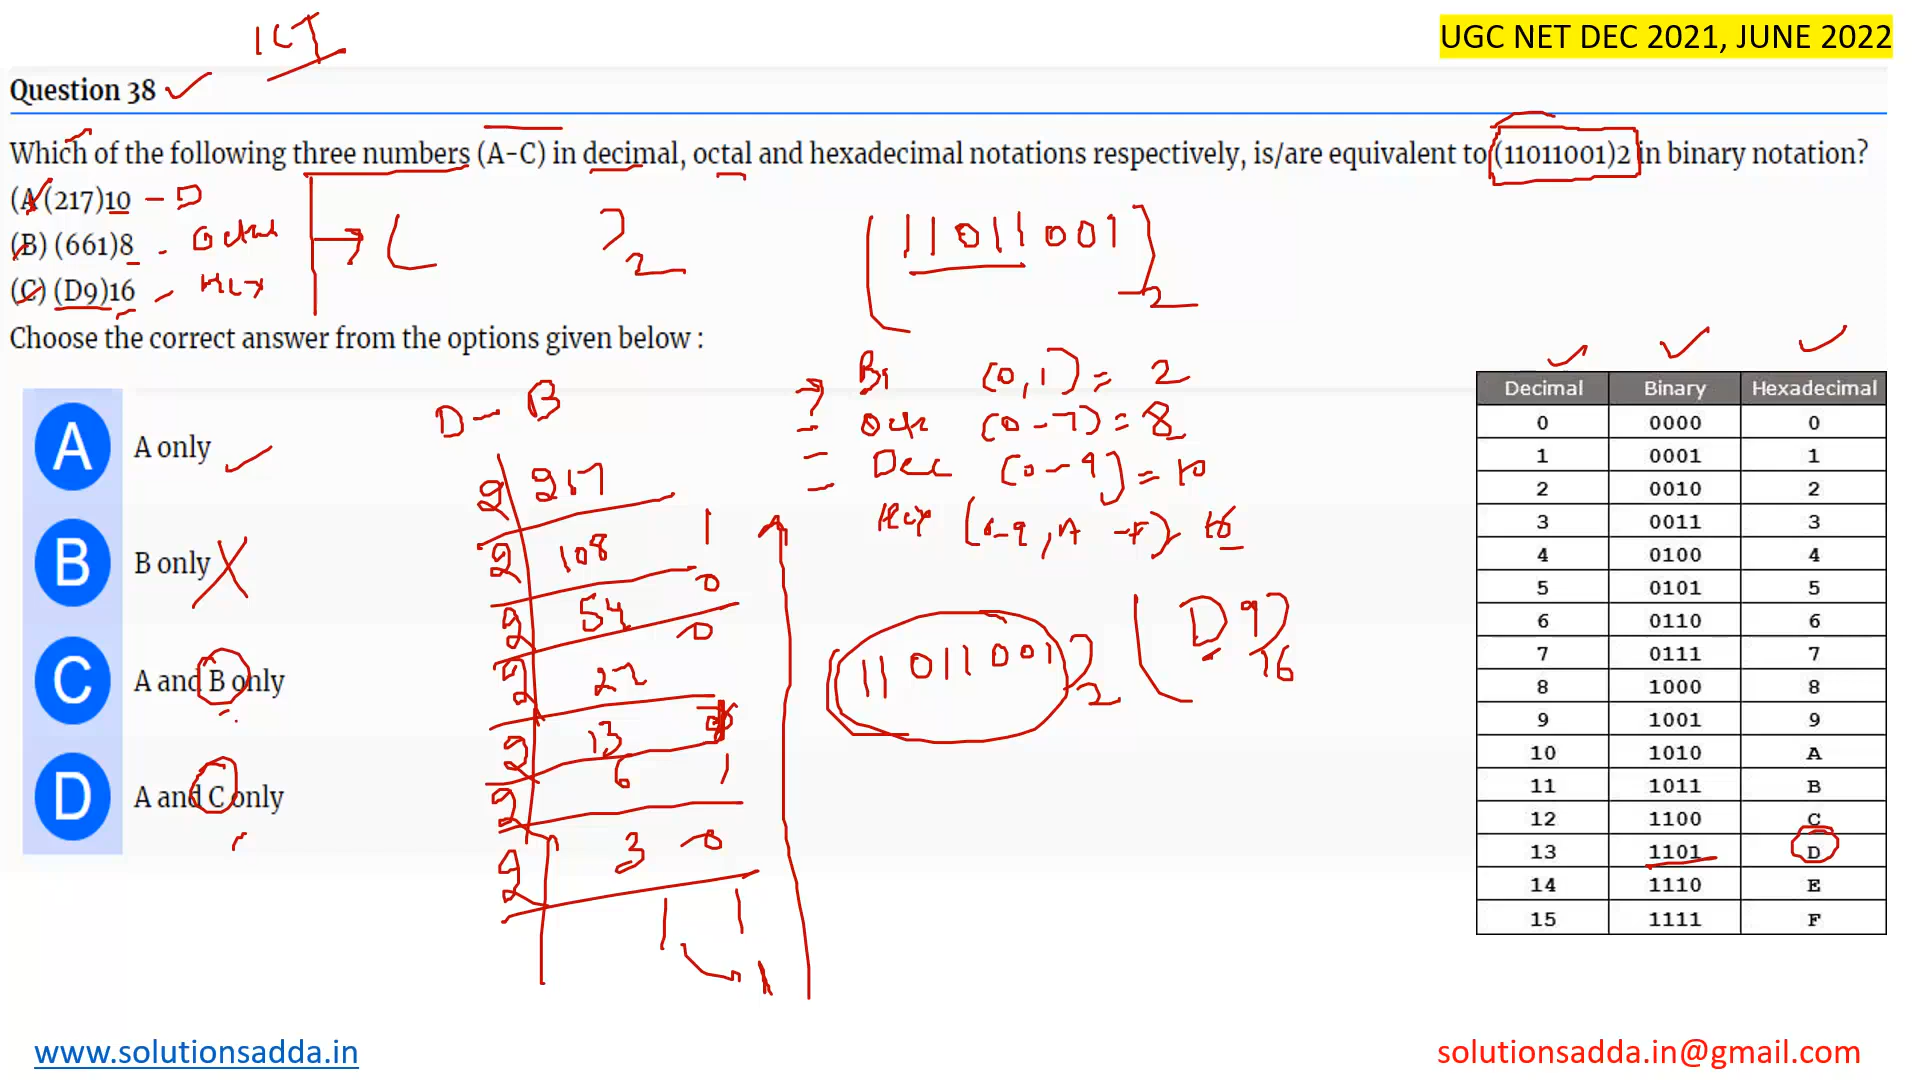 ICT
UGC NET DEC 2021, JUNE 2022
Question 38
Which of the following three numbers (A-C) in decimal, octal and hexadecimal notations respectively, is/are equivalent to (11011001)2 in binary notation?
(A) (217)10 - D
(B) (661)8 - Octal
(C) (D9)16 - Hex
( )2
(11011001)2
Choose the correct answer from the options given below :
A A only
B B only
C A and B only
D A and C only
D - B
2 217
2 108 1
2 54 0
2 27 0
2 13
2 6 1
2 3 0
1 1
Bi (0,1) = 2
Oct (0-7) = 8
Dec (0-9) = 10
Hex (0-9, A-F) 16
(11011001)2 (D9)16
Decimal Binary Hexadecimal
0 0000 0
1 0001 1
2 0010 2
3 0011 3
4 0100 4
5 0101 5
6 0110 6
7 0111 7
8 1000 8
9 1001 9
10 1010 A
11 1011 B
12 1100 C
13 1101 D
14 1110 E
15 1111 F
www.solutionsadda.in
solutionsadda.in@gmail.com